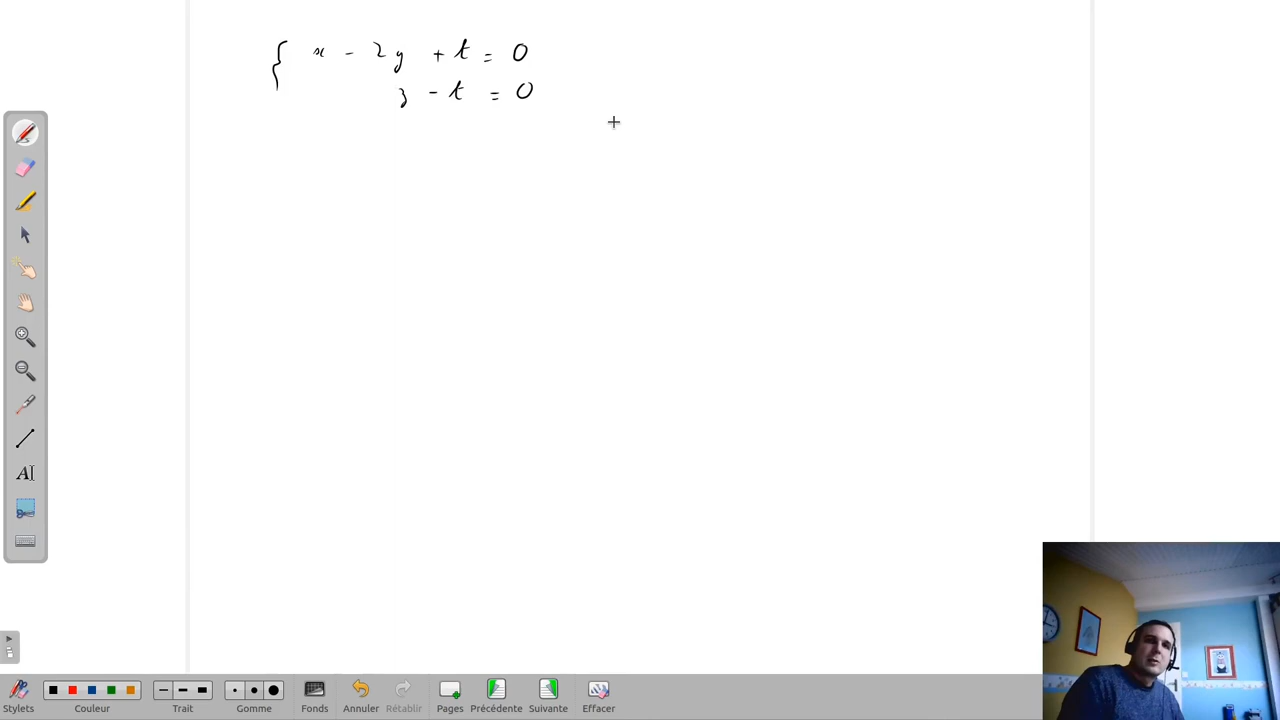 { x - 2y + t = 0
z - t = 0
Stylets
Couleur
Trait
Gomme
Fonds
Annuler
Rétablir
Pages
Précédente
Suivante
Effacer